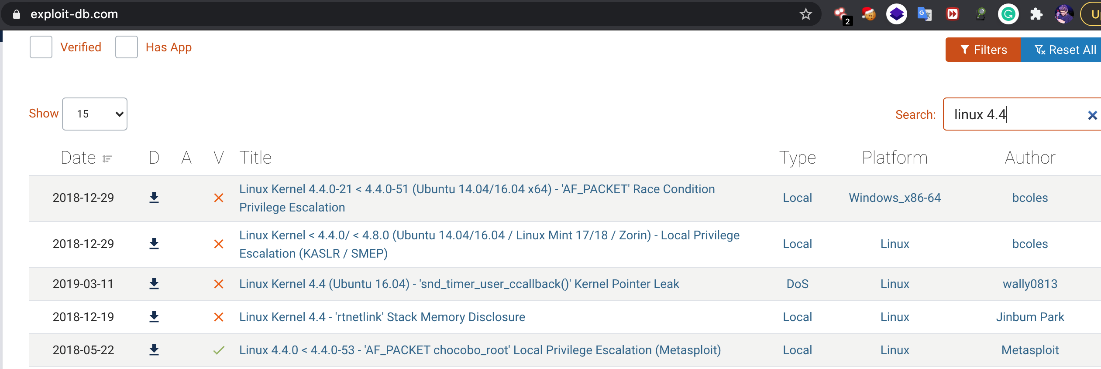 exploit-db.com
2
Verified
Has App
Filters
Reset All
Show
15
Search:
linux 4.4
Date D A V Title Type Platform Author
2018-12-29 Linux Kernel 4.4.0-21 < 4.4.0-51 (Ubuntu 14.04/16.04 x64) - 'AF_PACKET' Race Condition
Privilege Escalation
Local Windows_x86-64 bcoles
2018-12-29 Linux Kernel < 4.4.0/ < 4.8.0 (Ubuntu 14.04/16.04 / Linux Mint 17/18 / Zorin) - Local Privilege
Escalation (KASLR / SMEP)
Local Linux bcoles
2019-03-11 Linux Kernel 4.4 (Ubuntu 16.04) - 'snd_timer_user_ccallback()' Kernel Pointer Leak DoS Linux wally0813
2018-12-19 Linux Kernel 4.4 - 'rtnetlink' Stack Memory Disclosure Local Linux Jinbum Park
2018-05-22 Linux 4.4.0 < 4.4.0-53 - 'AF_PACKET chocobo_root' Local Privilege Escalation (Metasploit) Local Linux Metasploit